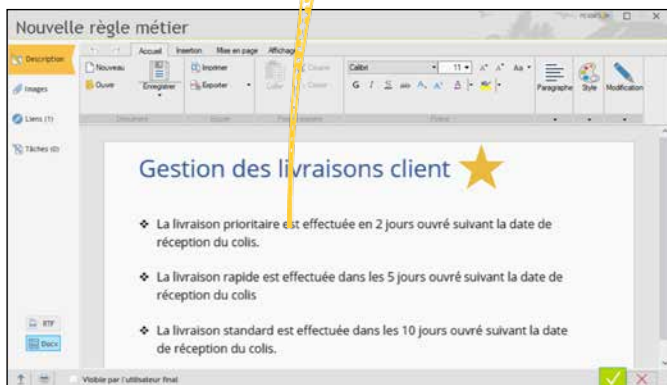 Nouvelle règle métier
Description
Images
Liens (1)
Tâches (0)
Accueil
Insertion
Mise en page
Affichage
Nouveau
Ouvrir
Enregistrer
Imprimer
Exporter
Coller
Calibri
11
Aa
G I S
Paragraphe
Style
Modification
Document
Gestion des livraisons client
❖ La livraison prioritaire est effectuée en 2 jours ouvré suivant la date de
réception du colis.
❖ La livraison rapide est effectuée dans les 5 jours ouvré suivant la date de
réception du colis
❖ La livraison standard est effectuée dans les 10 jours ouvré suivant la date
de réception du colis.
RTF
Docx
Visible par l'utilisateur final